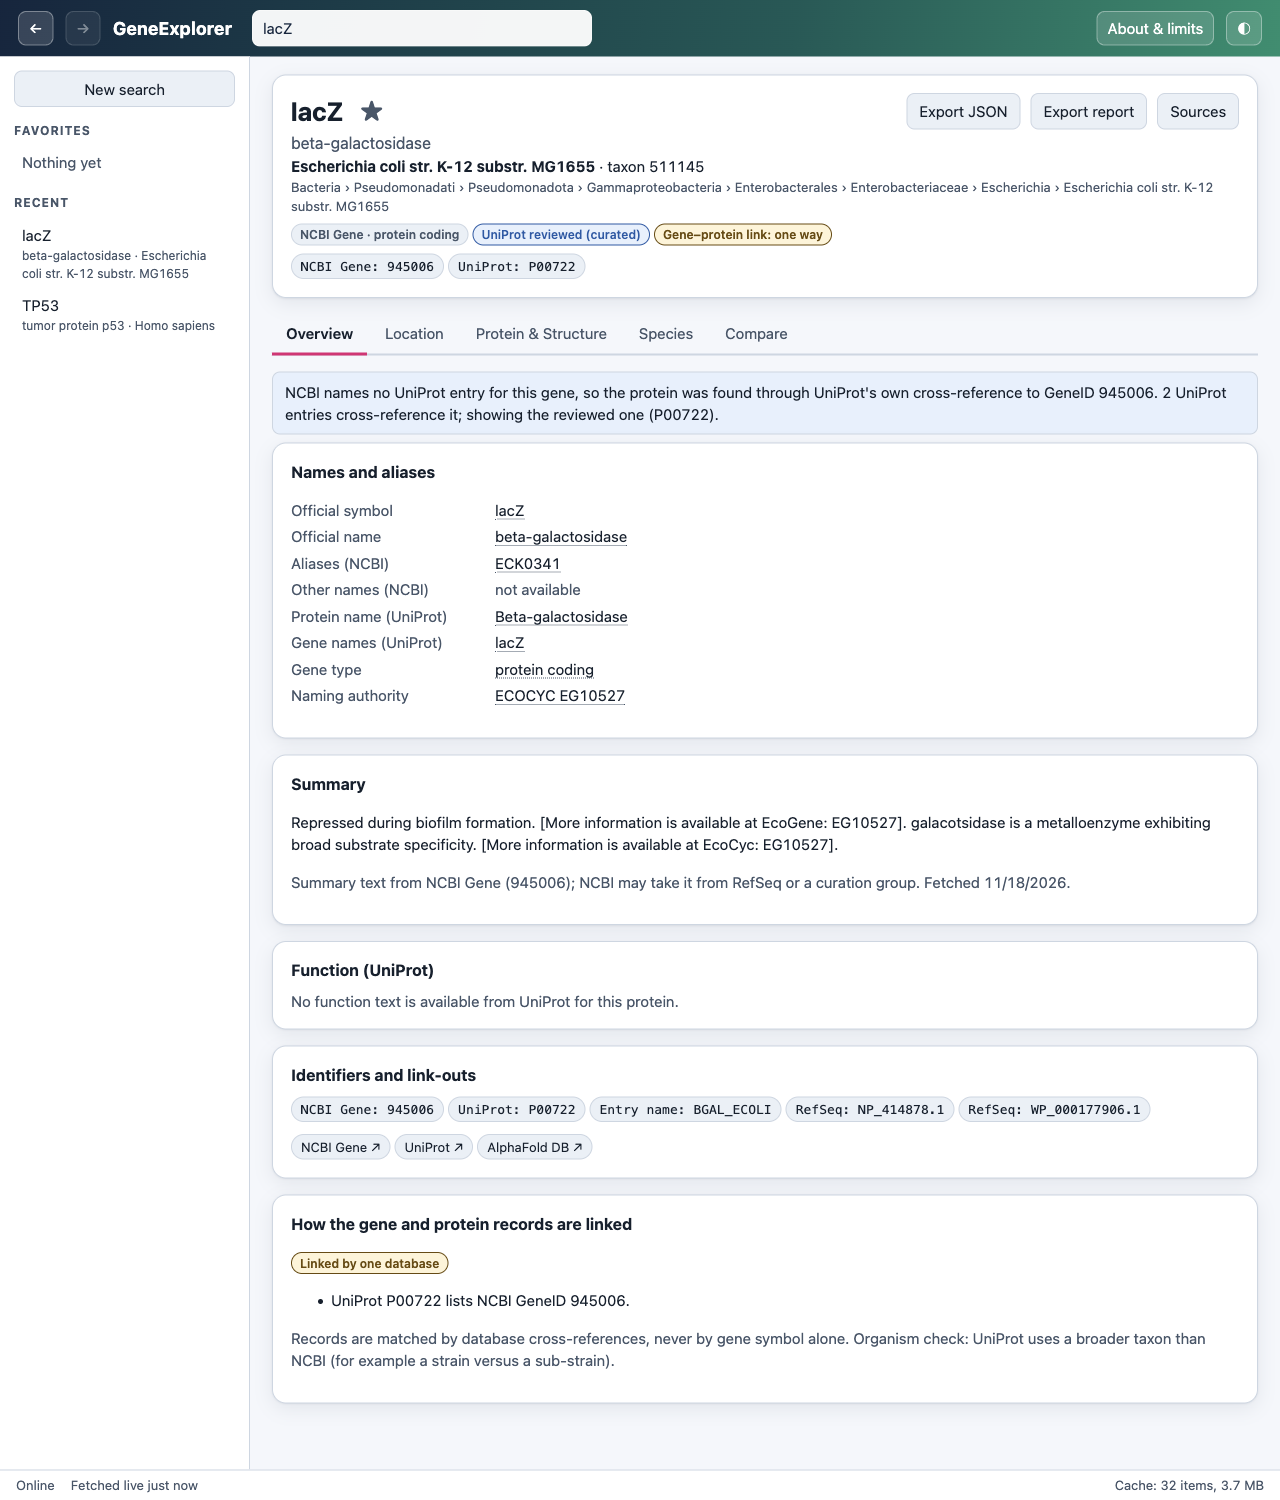 ← → GeneExplorer lacZ About & limits
New search
FAVORITES
Nothing yet
RECENT
lacZ
beta-galactosidase · Escherichia
coli str. K-12 substr. MG1655
TP53
tumor protein p53 · Homo sapiens
lacZ ★ Export JSON Export report Sources
beta-galactosidase
Escherichia coli str. K-12 substr. MG1655 · taxon 511145
Bacteria › Pseudomonadati › Pseudomonadota › Gammaproteobacteria › Enterobacterales › Enterobacteriaceae › Escherichia › Escherichia coli str. K-12
substr. MG1655
NCBI Gene · protein coding UniProt reviewed (curated) Gene–protein link: one way
NCBI Gene: 945006 UniProt: P00722
Overview Location Protein & Structure Species Compare
NCBI names no UniProt entry for this gene, so the protein was found through UniProt's own cross-reference to GeneID 945006. 2 UniProt
entries cross-reference it; showing the reviewed one (P00722).
Names and aliases
Official symbol lacZ
Official name beta-galactosidase
Aliases (NCBI) ECK0341
Other names (NCBI) not available
Protein name (UniProt) Beta-galactosidase
Gene names (UniProt) lacZ
Gene type protein coding
Naming authority ECOCYC EG10527
Summary
Repressed during biofilm formation. [More information is available at EcoGene: EG10527]. galacotsidase is a metalloenzyme exhibiting
broad substrate specificity. [More information is available at EcoCyc: EG10527].
Summary text from NCBI Gene (945006); NCBI may take it from RefSeq or a curation group. Fetched 11/18/2026.
Function (UniProt)
No function text is available from UniProt for this protein.
Identifiers and link-outs
NCBI Gene: 945006 UniProt: P00722 Entry name: BGAL_ECOLI RefSeq: NP_414878.1 RefSeq: WP_000177906.1
NCBI Gene ↗ UniProt ↗ AlphaFold DB ↗
How the gene and protein records are linked
Linked by one database
• UniProt P00722 lists NCBI GeneID 945006.
Records are matched by database cross-references, never by gene symbol alone. Organism check: UniProt uses a broader taxon than
NCBI (for example a strain versus a sub-strain).
Online Fetched live just now Cache: 32 items, 3.7 MB